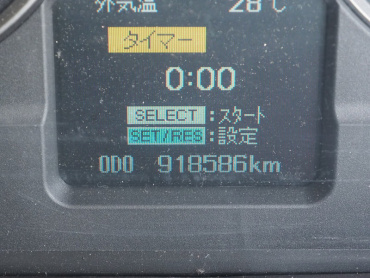 外気温 28℃
タイマー
0:00
SELECT:スタート
SET/RES:設定
ODO 918586km